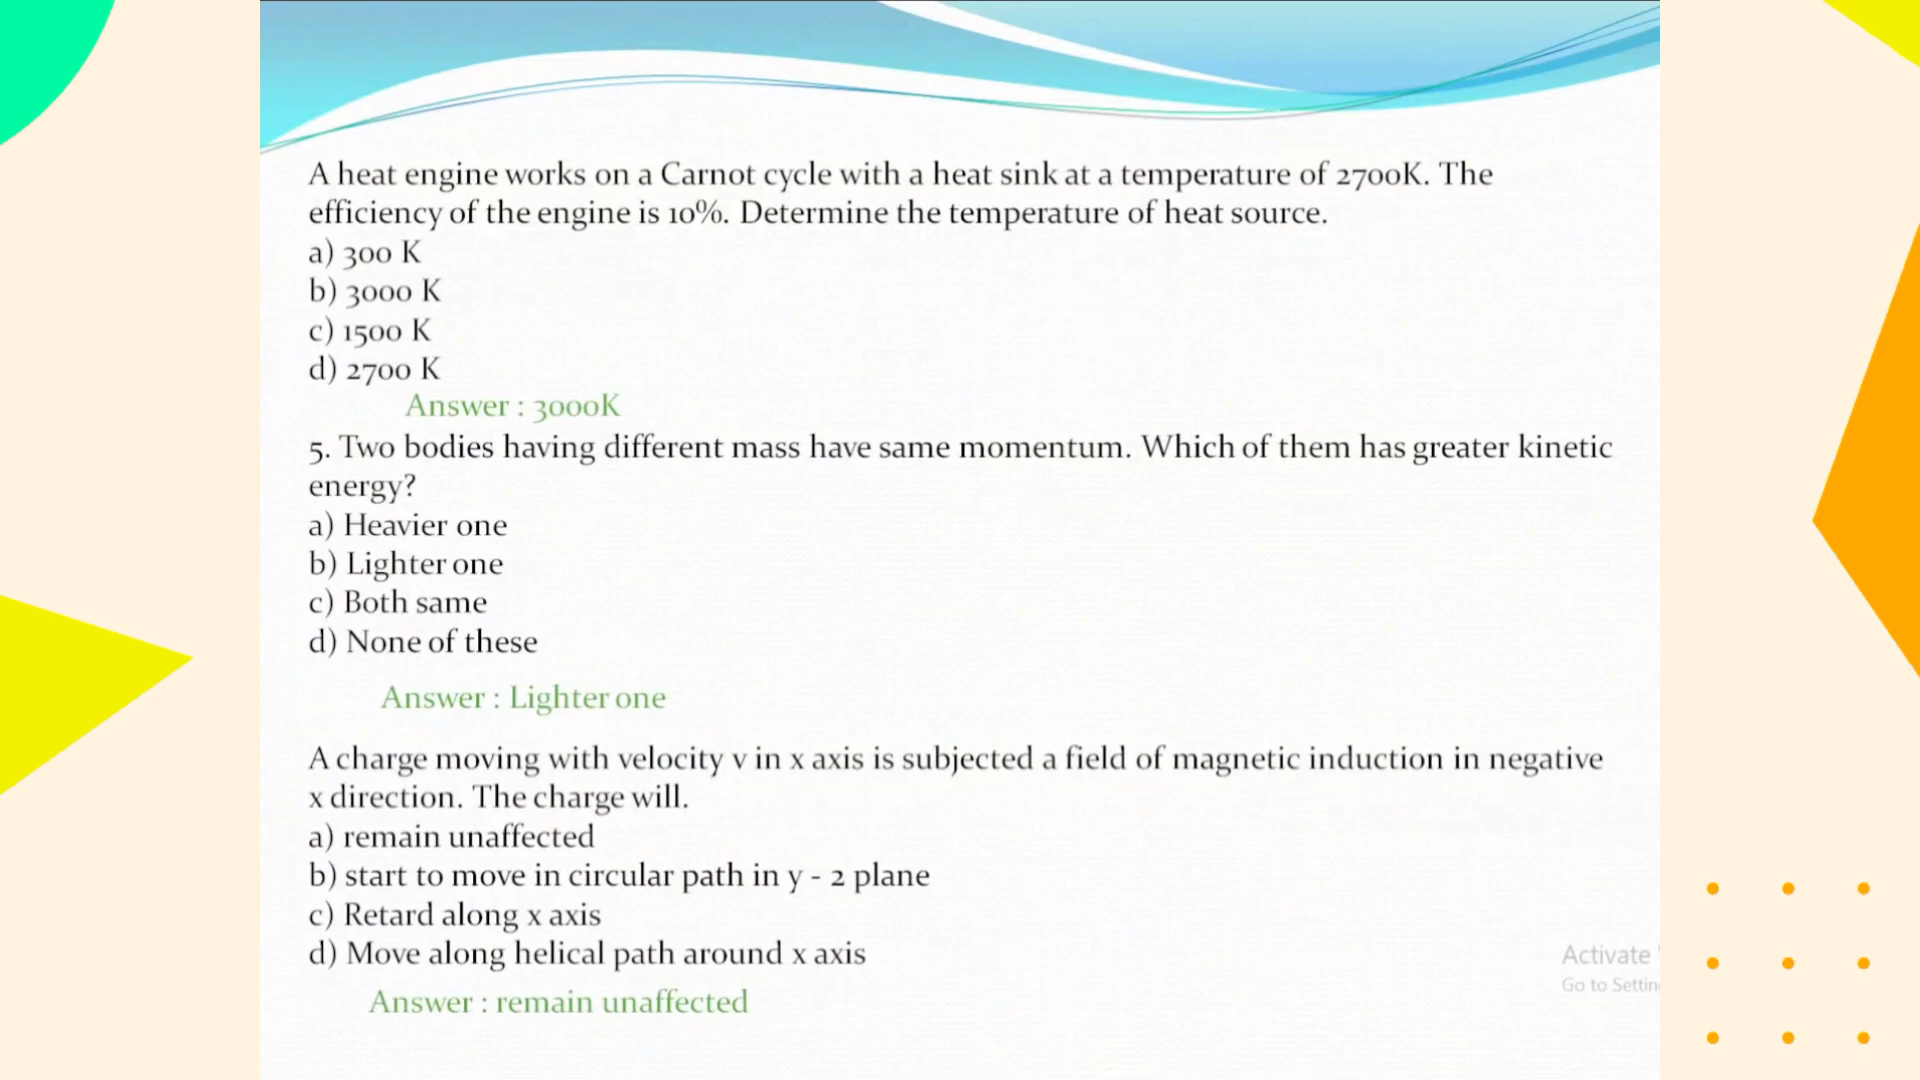 A heat engine works on a Carnot cycle with a heat sink at a temperature of 2700K. The
efficiency of the engine is 10%. Determine the temperature of heat source.
a) 300 K
b) 3000 K
c) 1500 K
d) 2700 K
Answer : 3000K
5. Two bodies having different mass have same momentum. Which of them has greater kinetic
energy?
a) Heavier one
b) Lighter one
c) Both same
d) None of these
Answer : Lighter one
A charge moving with velocity v in x axis is subjected a field of magnetic induction in negative
x direction. The charge will.
a) remain unaffected
b) start to move in circular path in y - 2 plane
c) Retard along x axis
d) Move along helical path around x axis
Answer : remain unaffected
Activate
Go to Settin